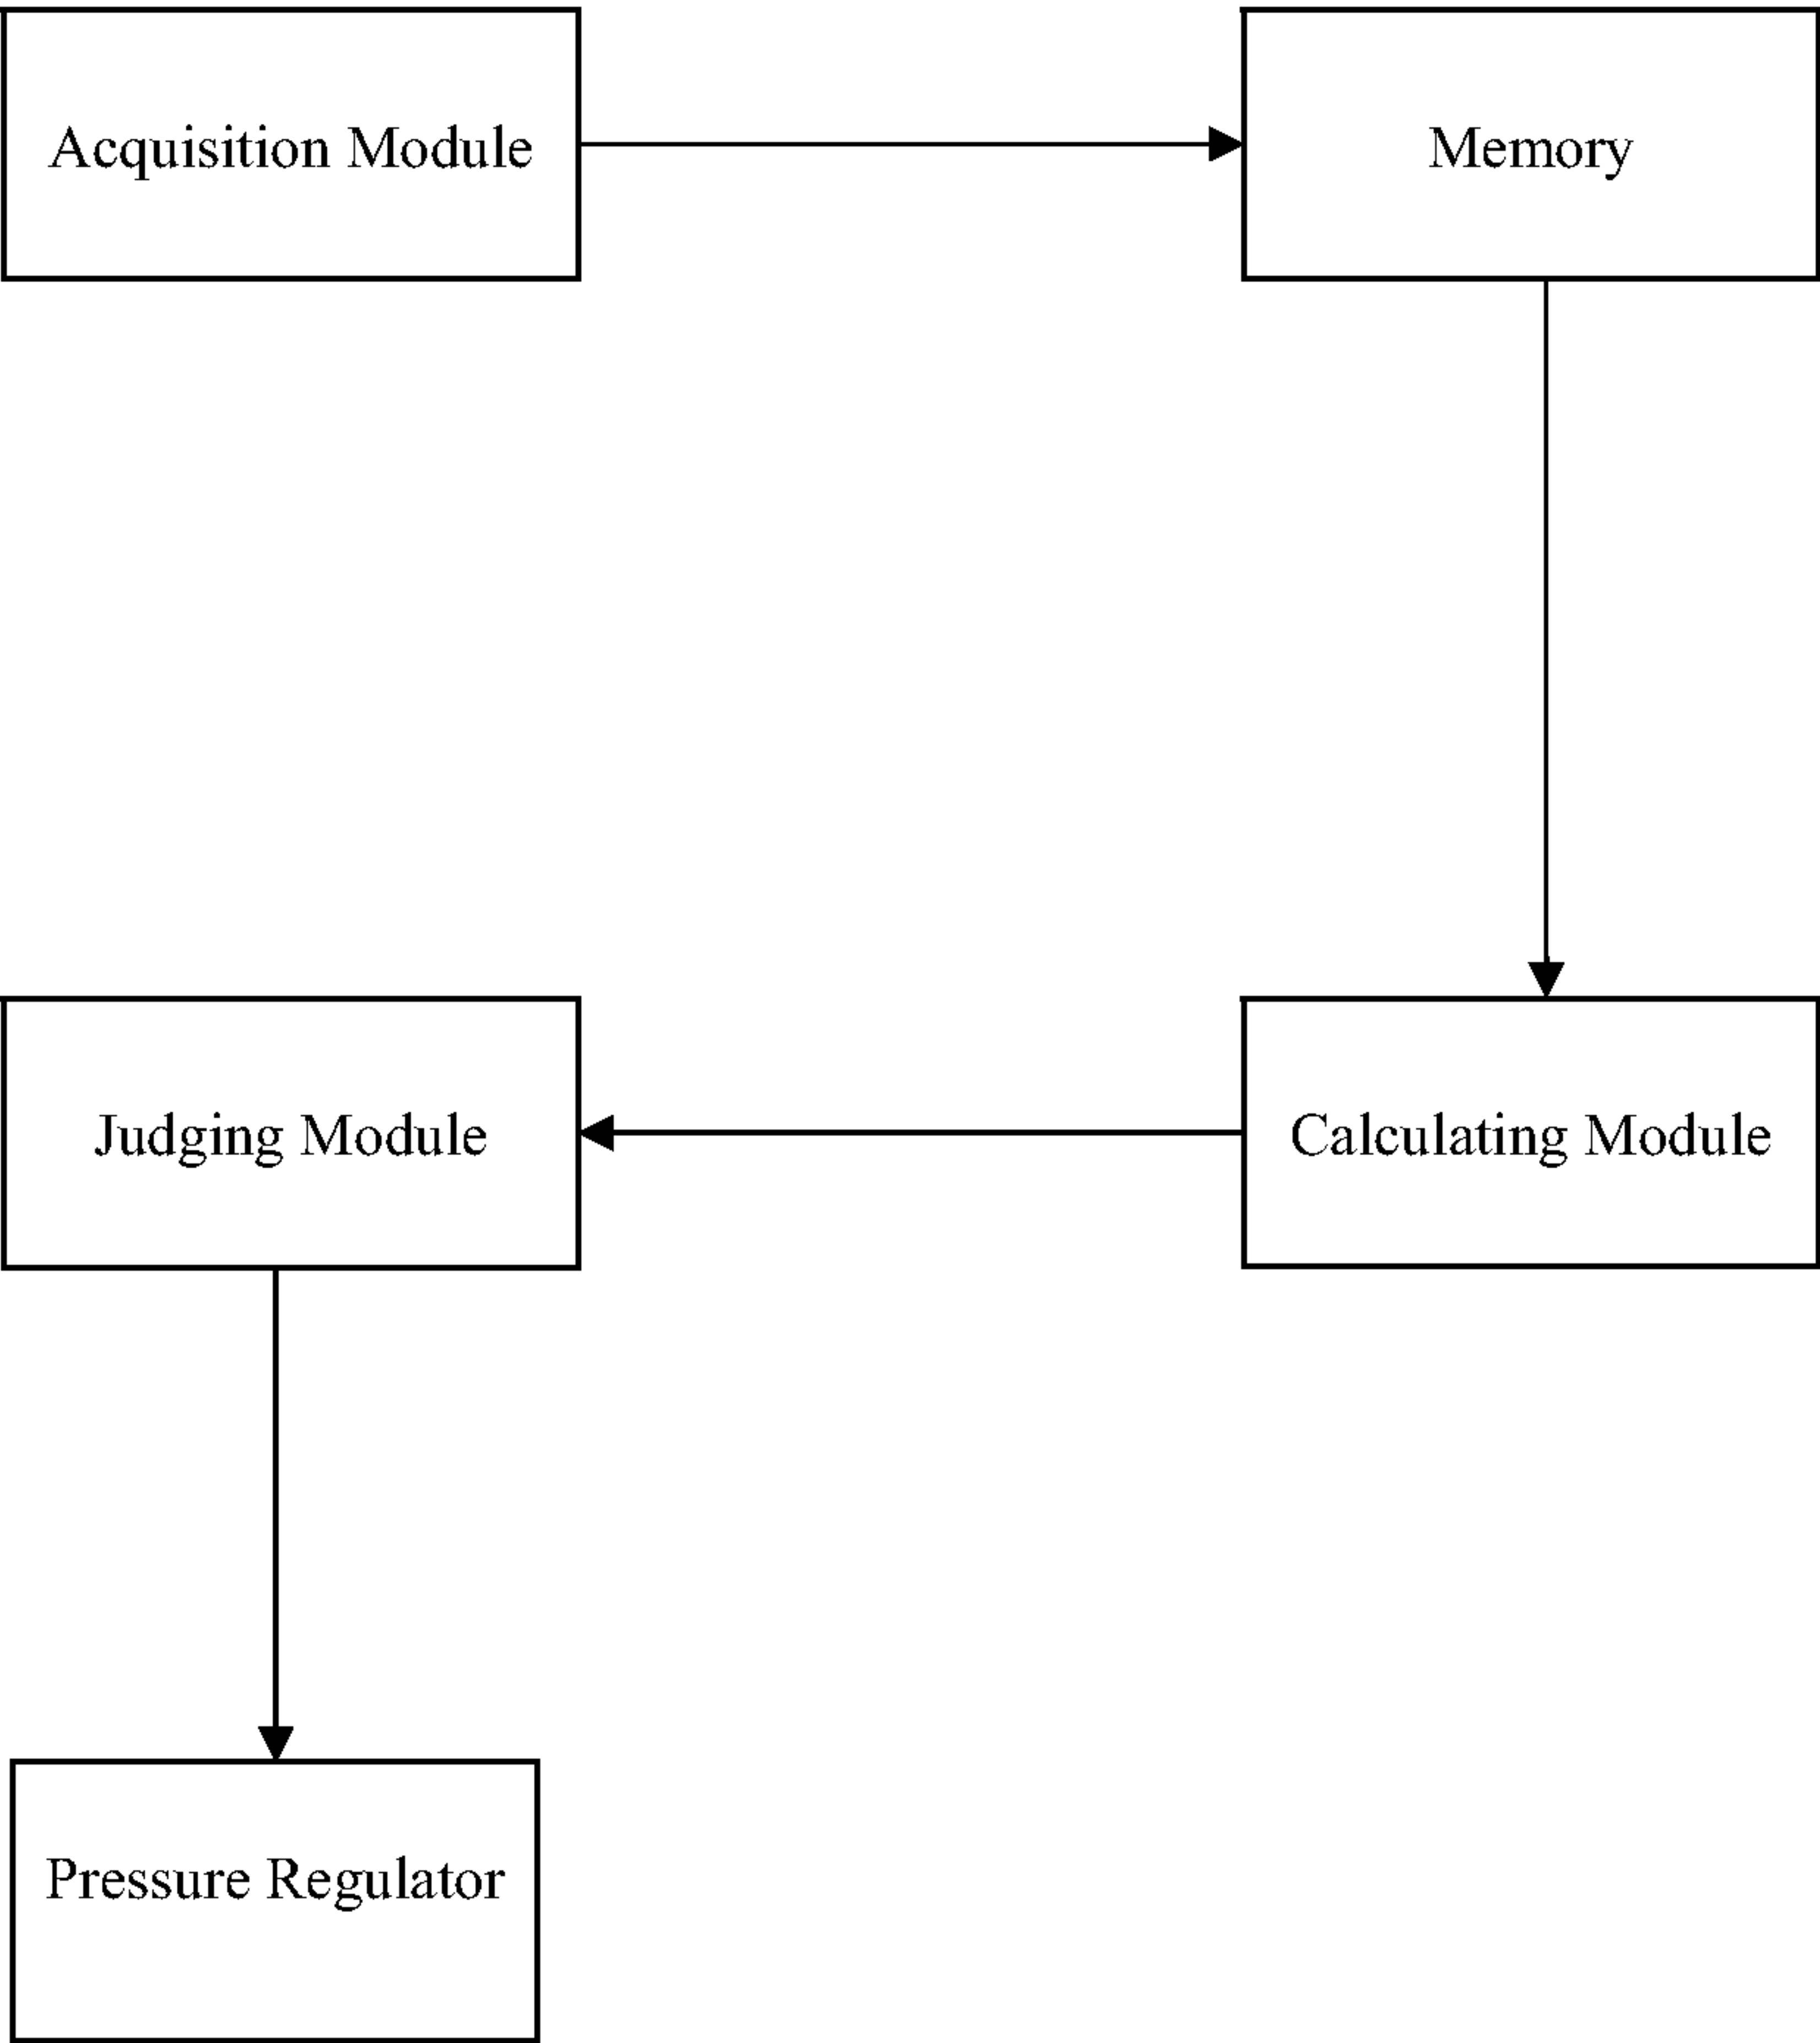 Acquisition Module
Memory
Judging Module
Calculating Module
Pressure Regulator